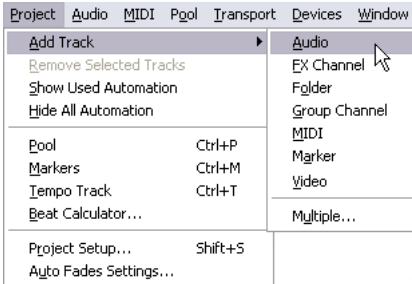 Project Audio MIDI Pool Transport Devices Window
Add Track
Remove Selected Tracks
Show Used Automation
Hide All Automation
Pool Ctrl+P
Markers Ctrl+M
Tempo Track Ctrl+T
Beat Calculator...
Project Setup... Shift+S
Auto Fades Settings...
Audio
FX Channel
Folder
Group Channel
MIDI
Marker
Video
Multiple...